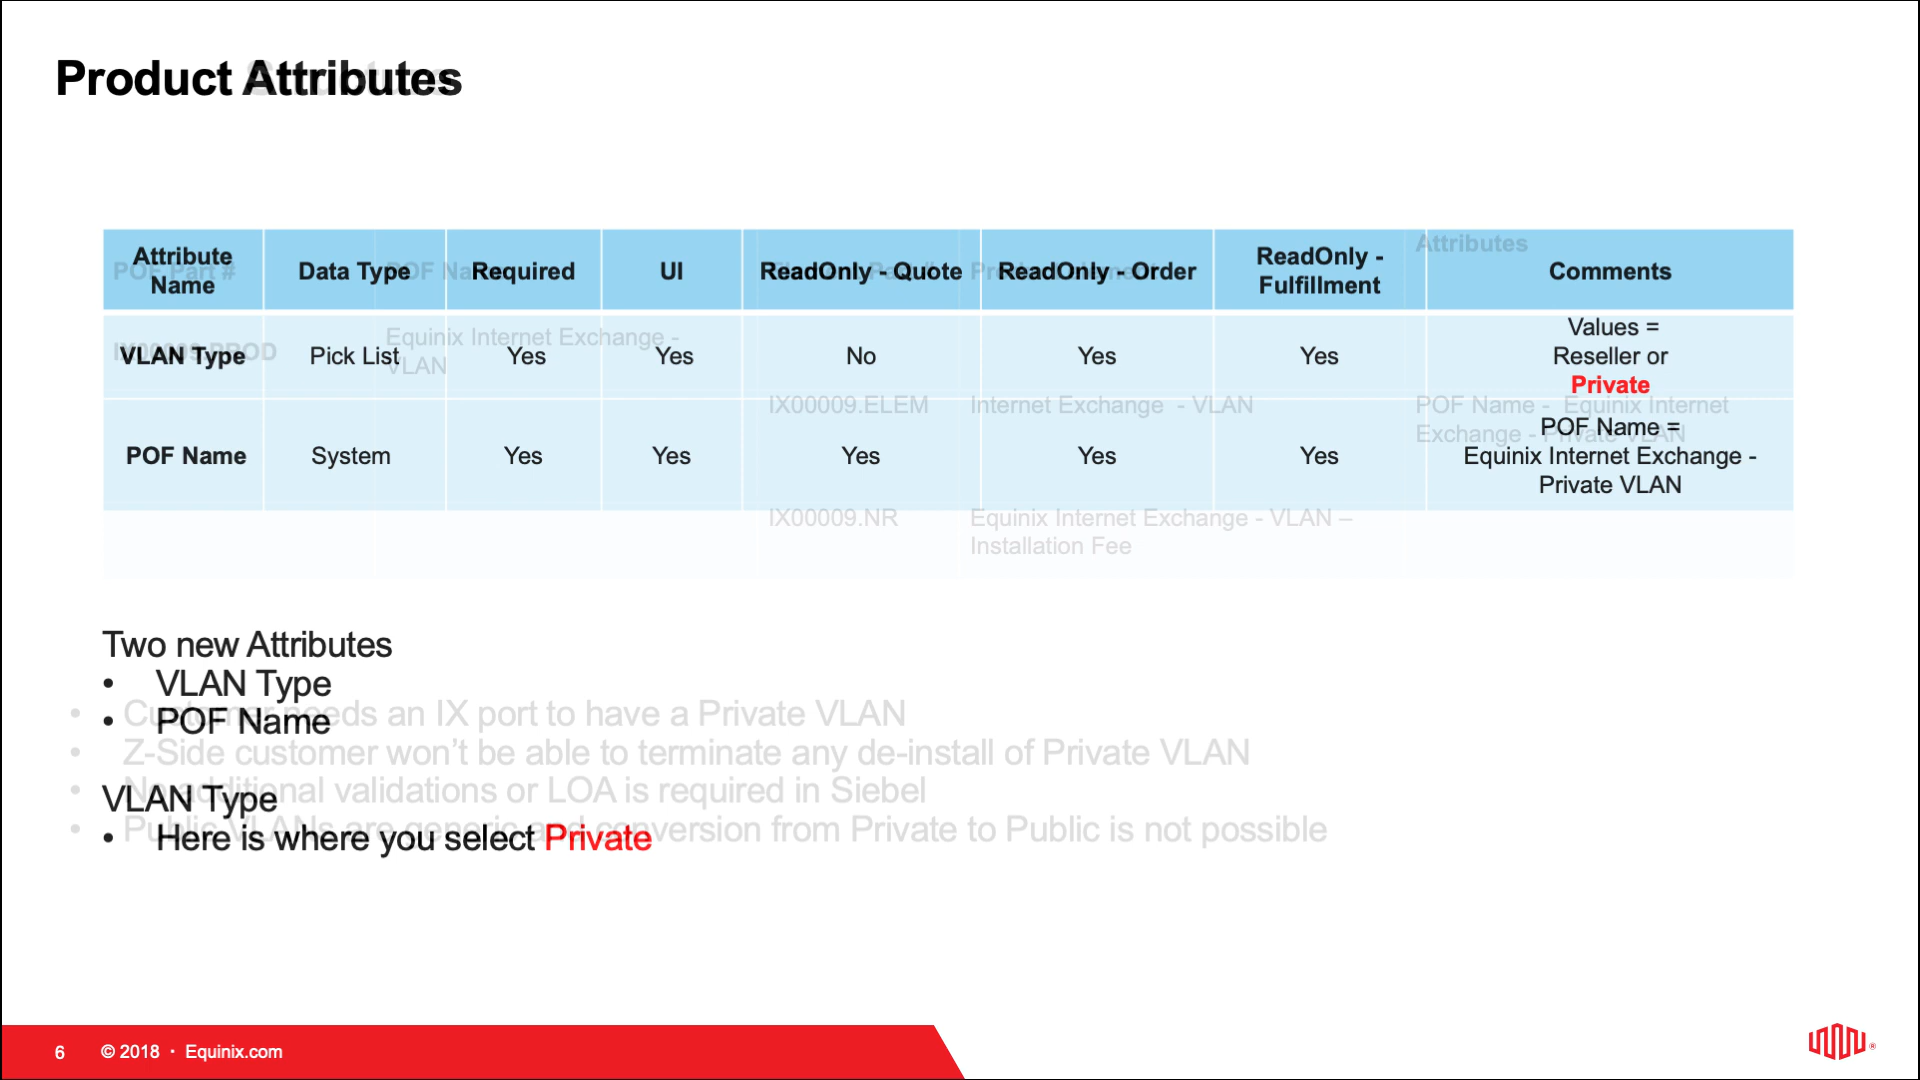 Product Attributes
Attribute Name
Data Type
Required
UI
ReadOnly - Quote
ReadOnly - Order
ReadOnly - Fulfillment
Comments
VLAN Type
Pick List
Yes
Yes
No
Yes
Yes
Values =
Reseller or
Private
POF Name
System
Yes
Yes
Yes
Yes
Yes
POF Name =
Equinix Internet Exchange -
Private VLAN
POF Part #
POF Name
Attributes
IX00009.PROD
Equinix Internet Exchange -
VLAN
IX00009.ELEM
Internet Exchange - VLAN
POF Name - Equinix Internet
Exchange - Private VLAN
IX00009.NR
Equinix Internet Exchange - VLAN –
Installation Fee
Two new Attributes
• VLAN Type
• POF Name
VLAN Type
• Here is where you select Private
• Customer needs an IX port to have a Private VLAN
• Z-Side customer won't be able to terminate any de-install of Private VLAN
• No additional validations or LOA is required in Siebel
• Public VLANs are generic and conversion from Private to Public is not possible
6 © 2018 · Equinix.com
®